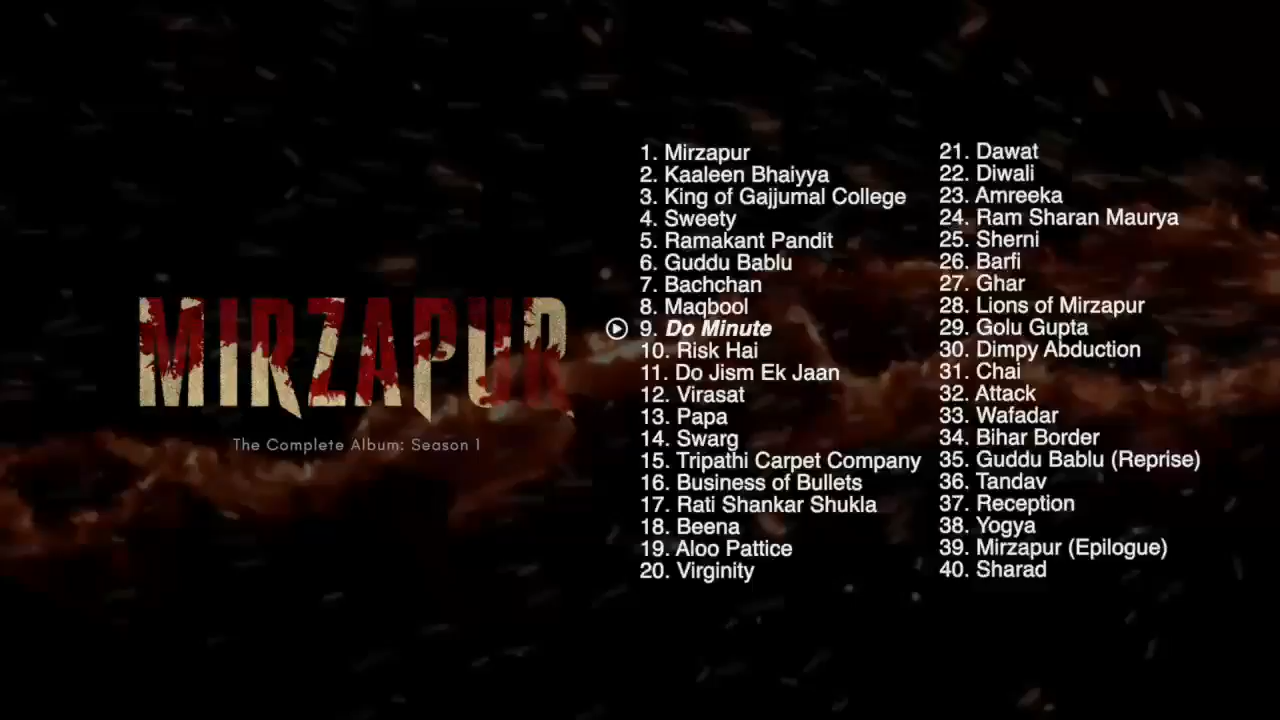 MIRZAPUR
The Complete Album: Season 1
1. Mirzapur
2. Kaaleen Bhaiyya
3. King of Gajjumal College
4. Sweety
5. Ramakant Pandit
6. Guddu Bablu
7. Bachchan
8. Maqbool
9. Do Minute
10. Risk Hai
11. Do Jism Ek Jaan
12. Virasat
13. Papa
14. Swarg
15. Tripathi Carpet Company
16. Business of Bullets
17. Rati Shankar Shukla
18. Beena
19. Aloo Pattice
20. Virginity
21. Dawat
22. Diwali
23. Amreeka
24. Ram Sharan Maurya
25. Sherni
26. Barfi
27. Ghar
28. Lions of Mirzapur
29. Golu Gupta
30. Dimpy Abduction
31. Chai
32. Attack
33. Wafadar
34. Bihar Border
35. Guddu Bablu (Reprise)
36. Tandav
37. Reception
38. Yogya
39. Mirzapur (Epilogue)
40. Sharad